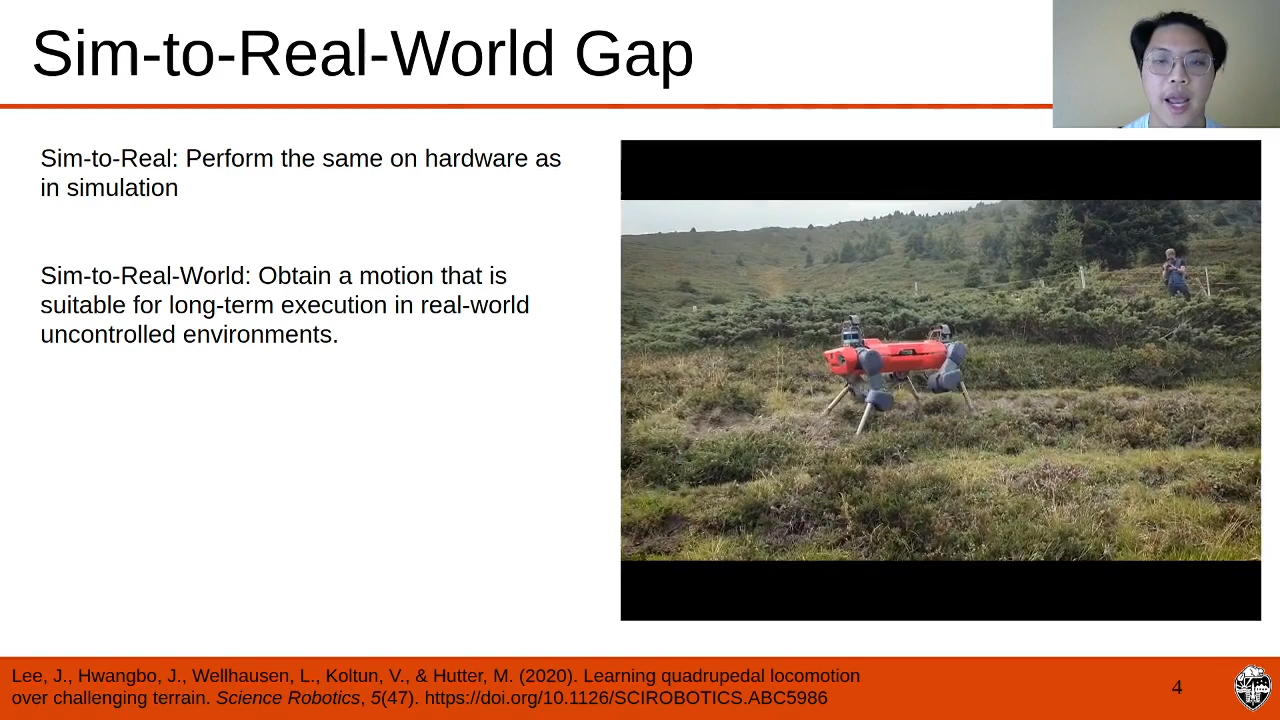 Sim-to-Real-World Gap
Sim-to-Real: Perform the same on hardware as
in simulation
Sim-to-Real-World: Obtain a motion that is
suitable for long-term execution in real-world
uncontrolled environments.
Lee, J., Hwangbo, J., Wellhausen, L., Koltun, V., & Hutter, M. (2020). Learning quadrupedal locomotion
over challenging terrain. Science Robotics, 5(47). https://doi.org/10.1126/SCIROBOTICS.ABC5986
4